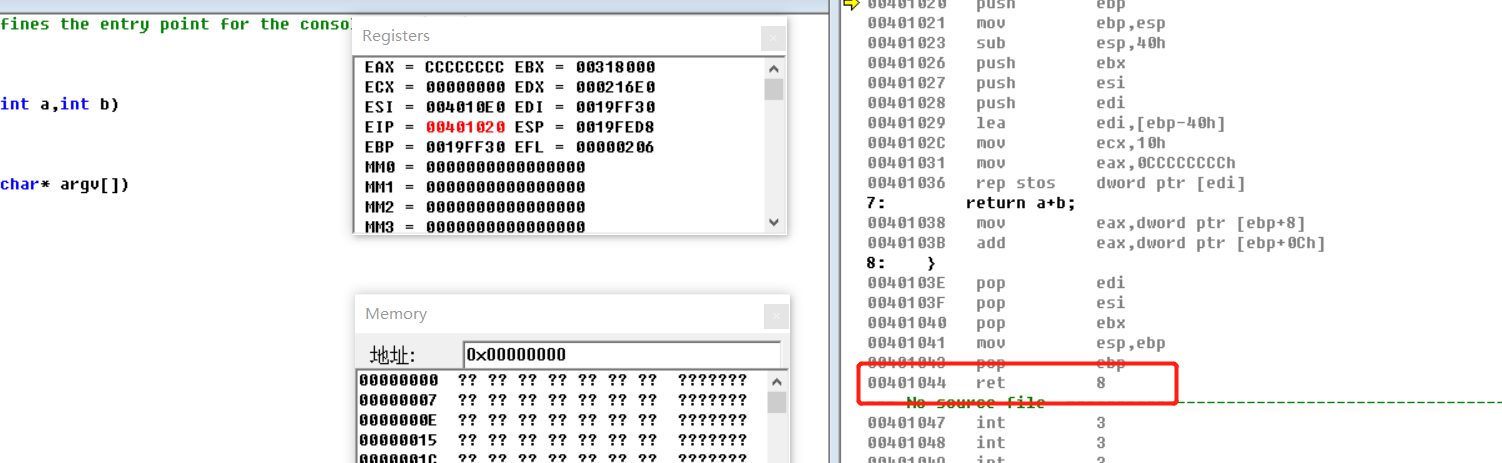 fines the entry point for the conso
int a,int b)
char* argv[])
Registers
EAX = CCCCCCCC EBX = 00318000
ECX = 00000000 EDX = 000216E0
ESI = 004010E0 EDI = 0019FF30
EIP = 00401020 ESP = 0019FED8
EBP = 0019FF30 EFL = 00000206
MM0 = 0000000000000000
MM1 = 0000000000000000
MM2 = 0000000000000000
MM3 = 0000000000000000
Memory
地址: 0x00000000
00000000 ?? ?? ?? ?? ?? ?? ?? ???????
00000007 ?? ?? ?? ?? ?? ?? ?? ???????
0000000E ?? ?? ?? ?? ?? ?? ?? ???????
00000015 ?? ?? ?? ?? ?? ?? ?? ???????
0000001C ?? ?? ?? ?? ?? ?? ?? ???????
00401020 push ebp
00401021 mov ebp,esp
00401023 sub esp,40h
00401026 push ebx
00401027 push esi
00401028 push edi
00401029 lea edi,[ebp-40h]
0040102C mov ecx,10h
00401031 mov eax,0CCCCCCCCh
00401036 rep stos dword ptr [edi]
7: return a+b;
00401038 mov eax,dword ptr [ebp+8]
0040103B add eax,dword ptr [ebp+0Ch]
8: }
0040103E pop edi
0040103F pop esi
00401040 pop ebx
00401041 mov esp,ebp
00401043 pop ebp
00401044 ret 8
No source file
00401047 int 3
00401048 int 3
00401049 int 3